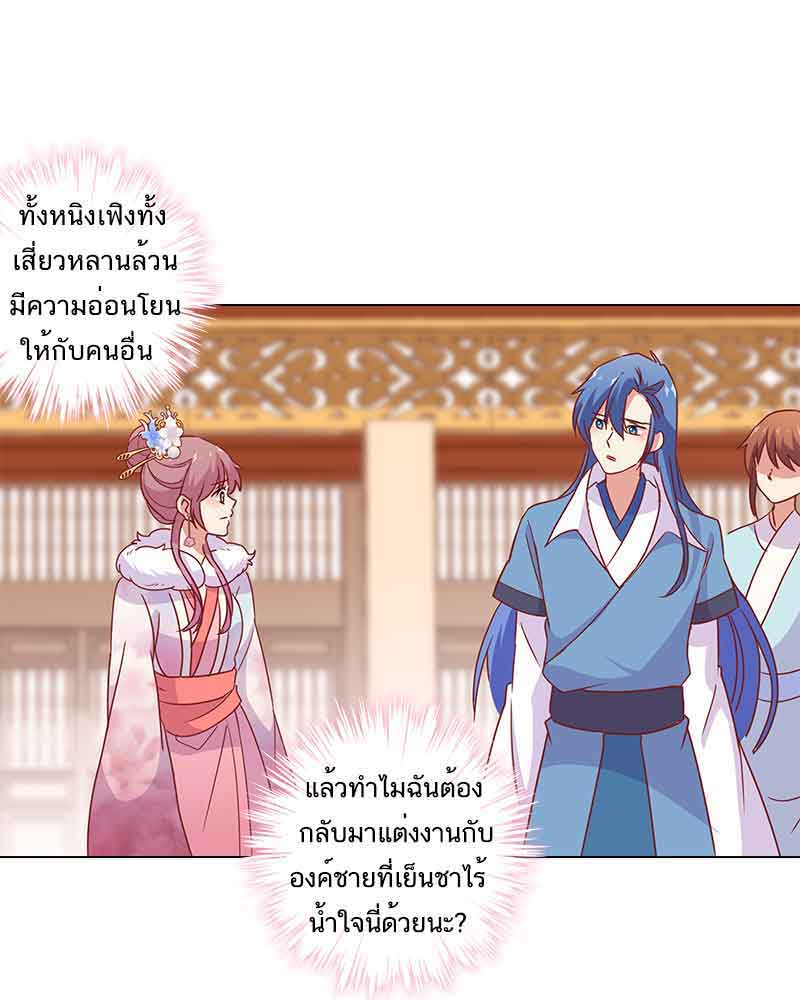 ทั้งหนิงเฟิงทั้ง
เสี่ยวหลานล้วน
มีความอ่อนโยน
ให้กับคนอื่น
แล้วทำไมฉันต้อง
กลับมาแต่งงานกับ
องค์ชายที่เย็นชาไร้
น้ำใจนี่ด้วยนะ?